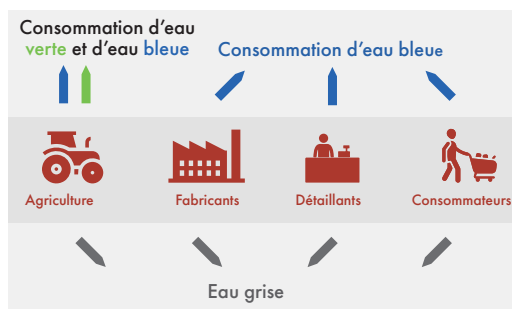 Consommation d'eau
verte et d'eau bleue
Consommation d'eau bleue
Agriculture
Fabricants
Détaillants
Consommateurs
Eau grise